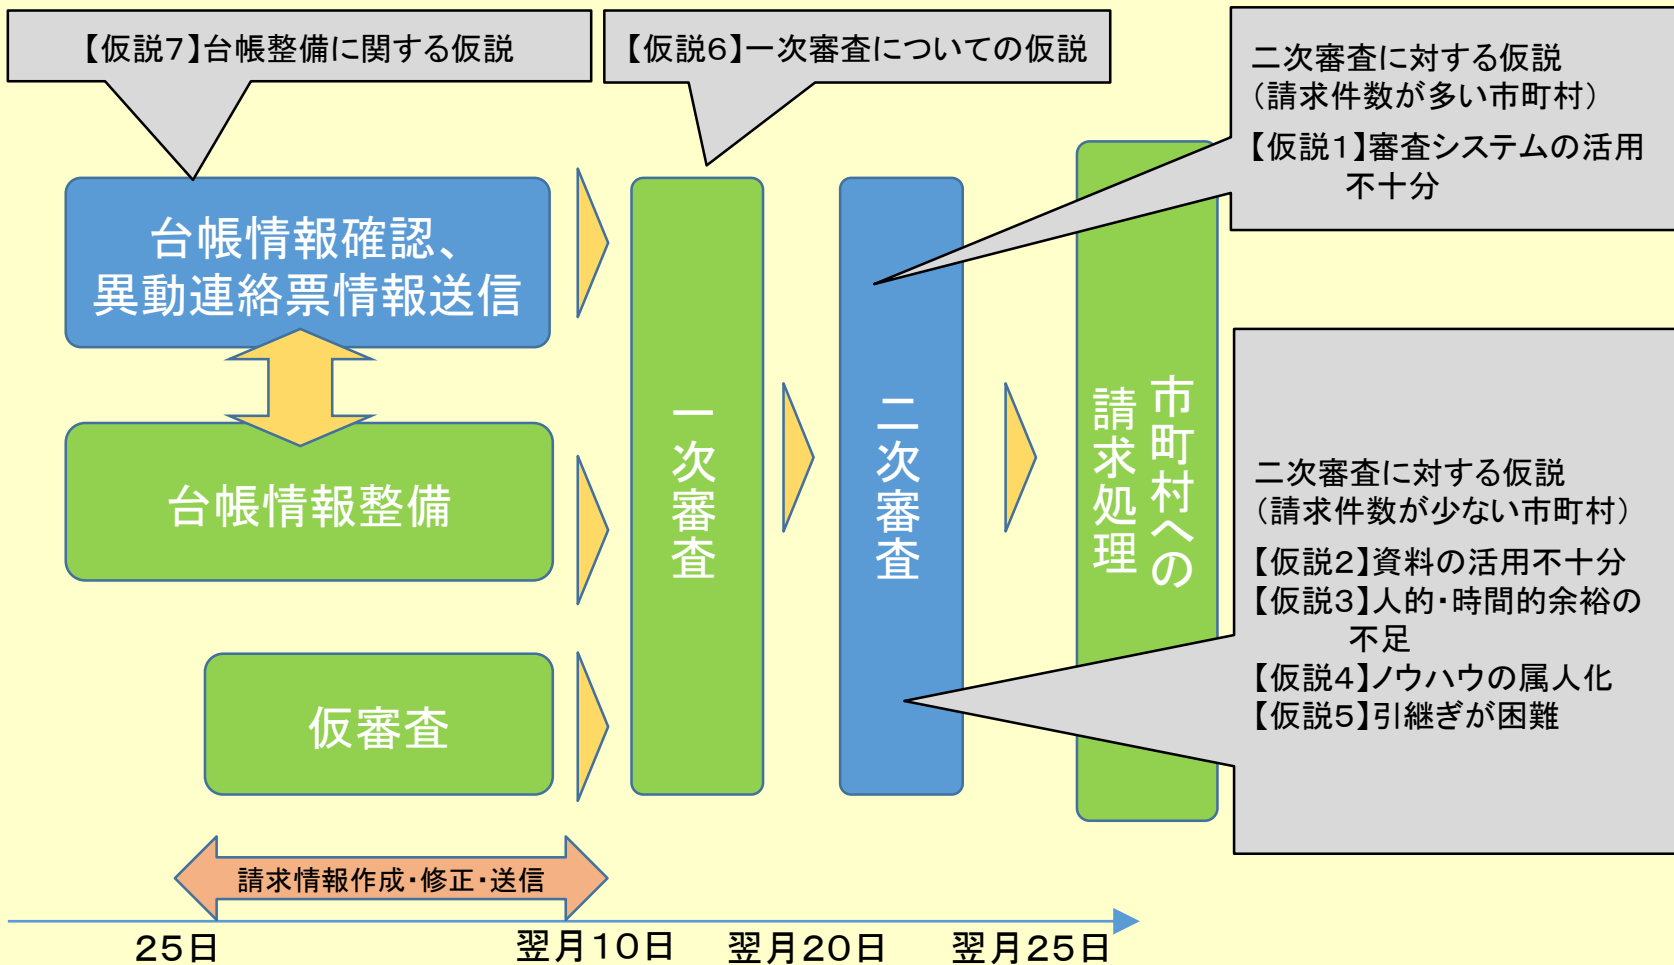 【仮説７】台帳整備に関する仮説
【仮説６】一次審査についての仮説
二次審査に対する仮説
（請求件数が多い市町村）
【仮説１】審査システムの活用
不十分
台帳情報確認、
異動連絡票情報送信
台帳情報整備
仮審査
一次審査
二次審査
市町村への
請求処理
二次審査に対する仮説
（請求件数が少ない市町村）
【仮説２】資料の活用不十分
【仮説３】人的・時間的余裕の
不足
【仮説４】ノウハウの属人化
【仮説５】引継ぎが困難
請求情報作成・修正・送信
２５日
翌月１０日
翌月２０日
翌月２５日